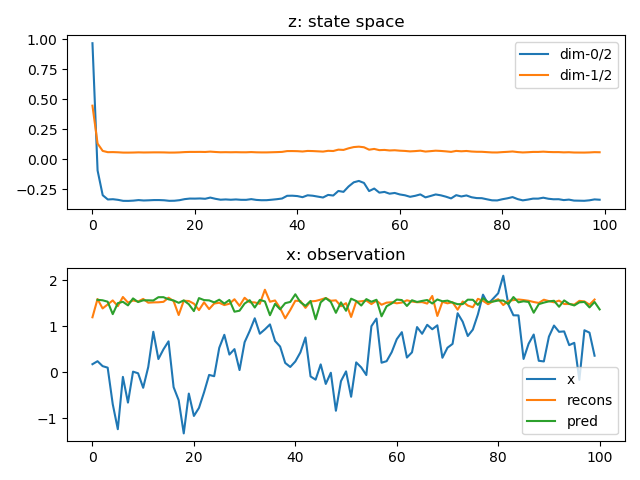 z: state space
1.00
0.75
0.50
0.25
0.00
−0.25
dim-0/2
dim-1/2
0 20 40 60 80 100
x: observation
2
1
0
−1
x
recons
pred
0 20 40 60 80 100